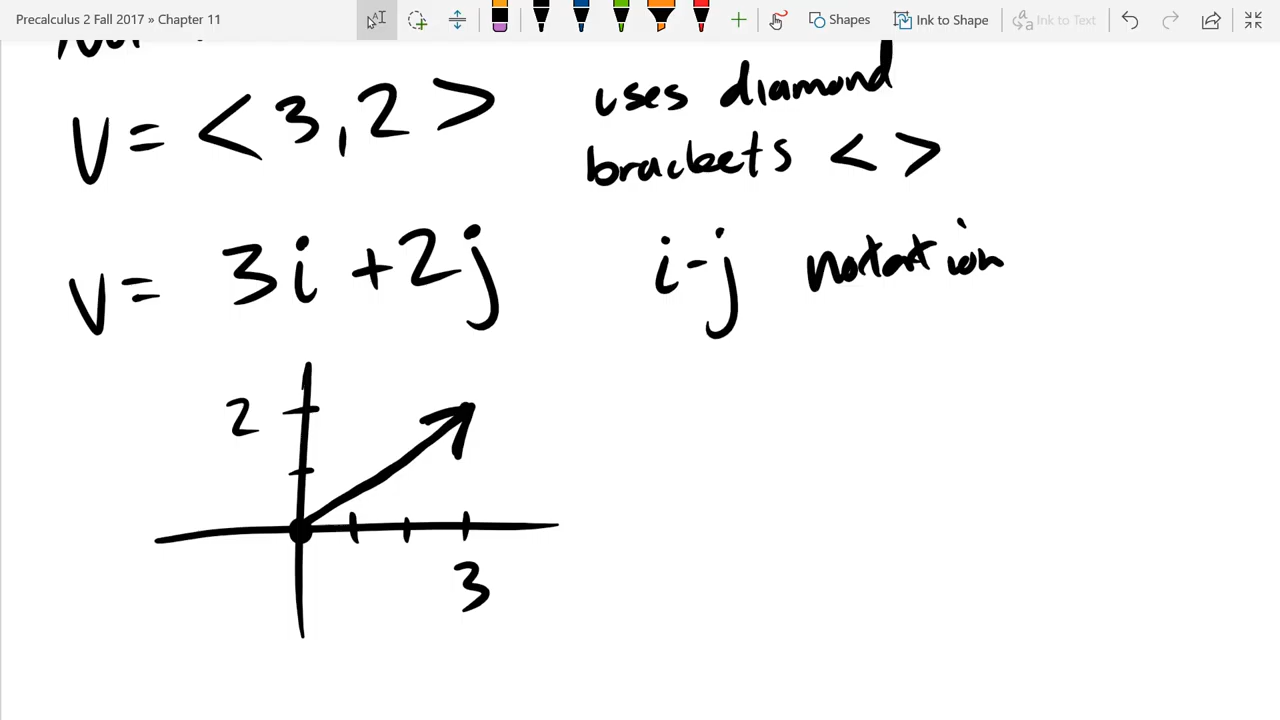 Precalculus 2 Fall 2017 » Chapter 11
Shapes
Ink to Shape
Ink to Text
V = < 3, 2 >
uses diamond
brackets < >
V = 3i + 2j
i-j notation
2
3